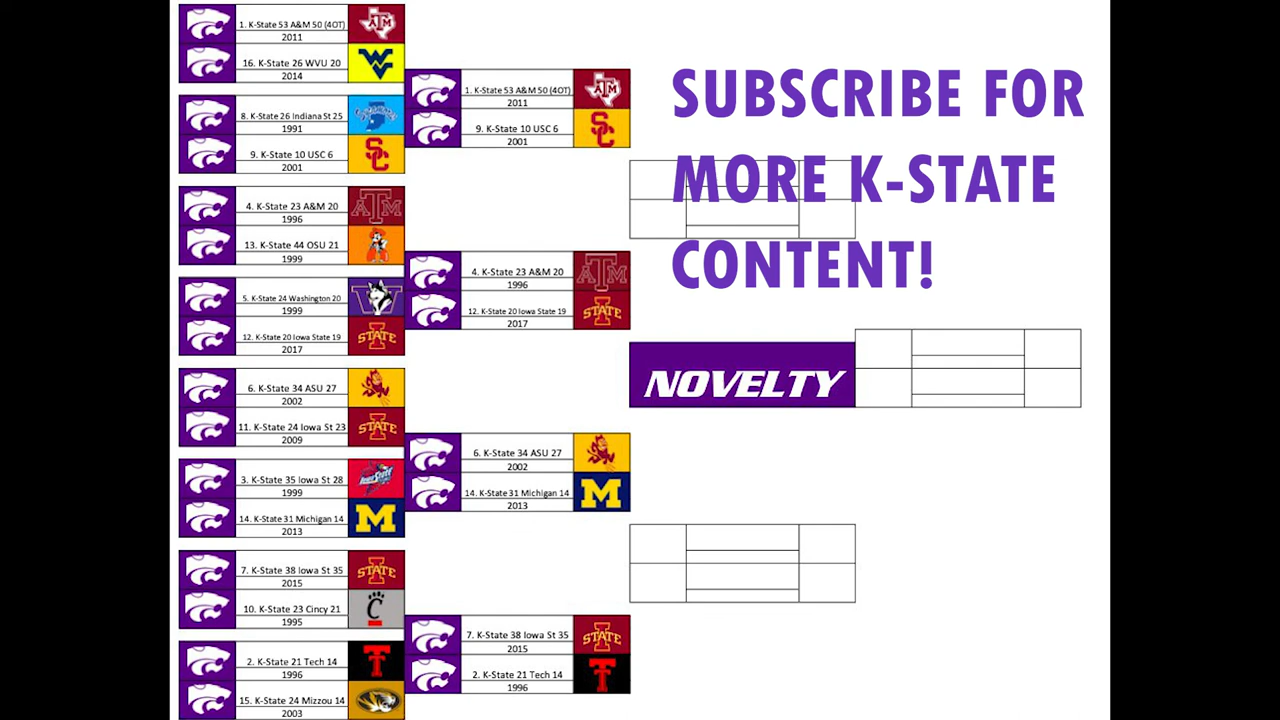 1. K-State 53 A&M 50 (4OT)
2011
16. K-State 26 WVU 20
2014
8. K-State 26 Indiana St 25
1991
9. K-State 10 USC 6
2001
4. K-State 23 A&M 20
1996
13. K-State 44 OSU 21
1999
5. K-State 24 Washington 20
1999
12. K-State 20 Iowa State 19
2017
6. K-State 34 ASU 27
2002
11. K-State 24 Iowa St 23
2009
3. K-State 35 Iowa St 28
1999
14. K-State 31 Michigan 14
2013
7. K-State 38 Iowa St 35
2015
10. K-State 23 Cincy 21
1995
2. K-State 21 Tech 14
1996
15. K-State 24 Mizzou 14
2003
1. K-State 53 A&M 50 (4OT)
2011
9. K-State 10 USC 6
2001
4. K-State 23 A&M 20
1996
12. K-State 20 Iowa State 19
2017
6. K-State 34 ASU 27
2002
14. K-State 31 Michigan 14
2013
7. K-State 38 Iowa St 35
2015
2. K-State 21 Tech 14
1996
SUBSCRIBE FOR
MORE K-STATE
CONTENT!
NOVELTY